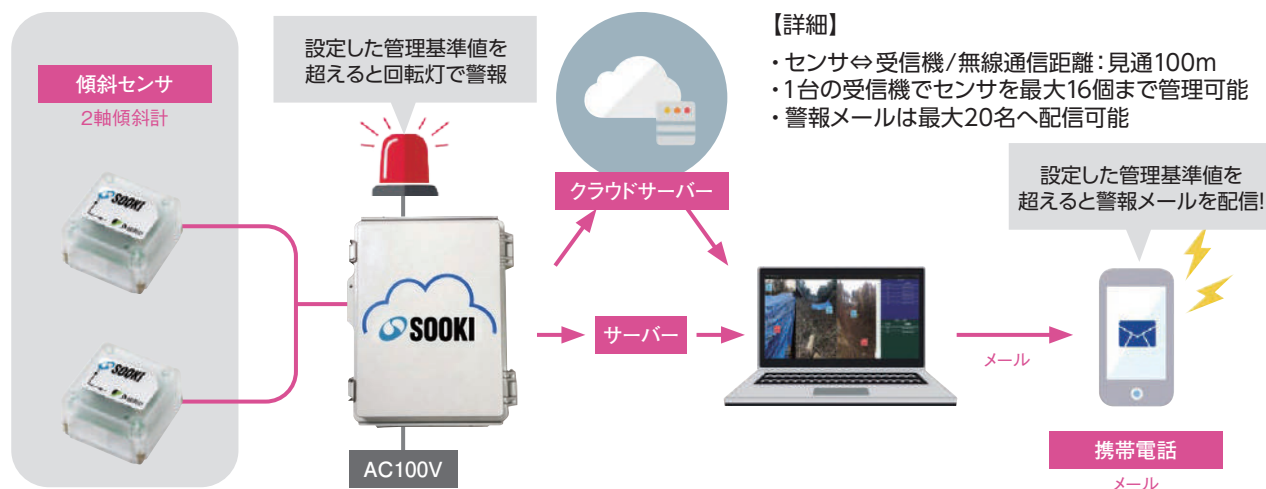 傾斜センサ
2軸傾斜計
SOOKI
SOOKI
設定した管理基準値を
超えると回転灯で警報
SOOKI
AC100V
クラウドサーバー
サーバー
【詳細】
・センサ⇔受信機/無線通信距離:見通100m
・1台の受信機でセンサを最大16個まで管理可能
・警報メールは最大20名へ配信可能
設定した管理基準値を
超えると警報メールを配信!
メール
携帯電話
メール